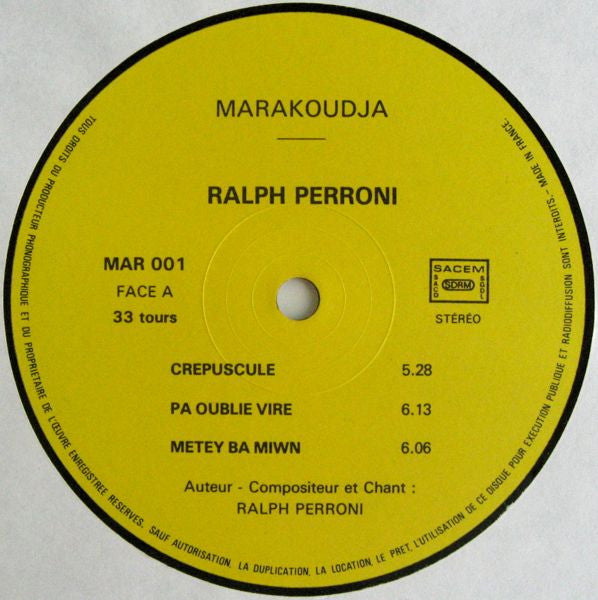 MARAKOUDJA
RALPH PERRONI
MAR 001
FACE A
33 tours
SACEM
SACD
SDRM
SGDL
STÉRÉO
CREPUSCULE 5.28
PA OUBLIE VIRE 6.13
METEY BA MIWN 6.06
Auteur - Compositeur et Chant :
RALPH PERRONI
TOUS DROITS DU PRODUCTEUR PHONOGRAPHIQUE ET DU PROPRIETAIRE DE L'ŒUVRE ENREGISTREE RESERVES. SAUF AUTORISATION, LA DUPLICATION, LA LOCATION, LE PRET, L'UTILISATION DE CE DISQUE POUR EXECUTION PUBLIQUE ET RADIODIFFUSION SONT INTERDITS.- MADE IN FRANCE.